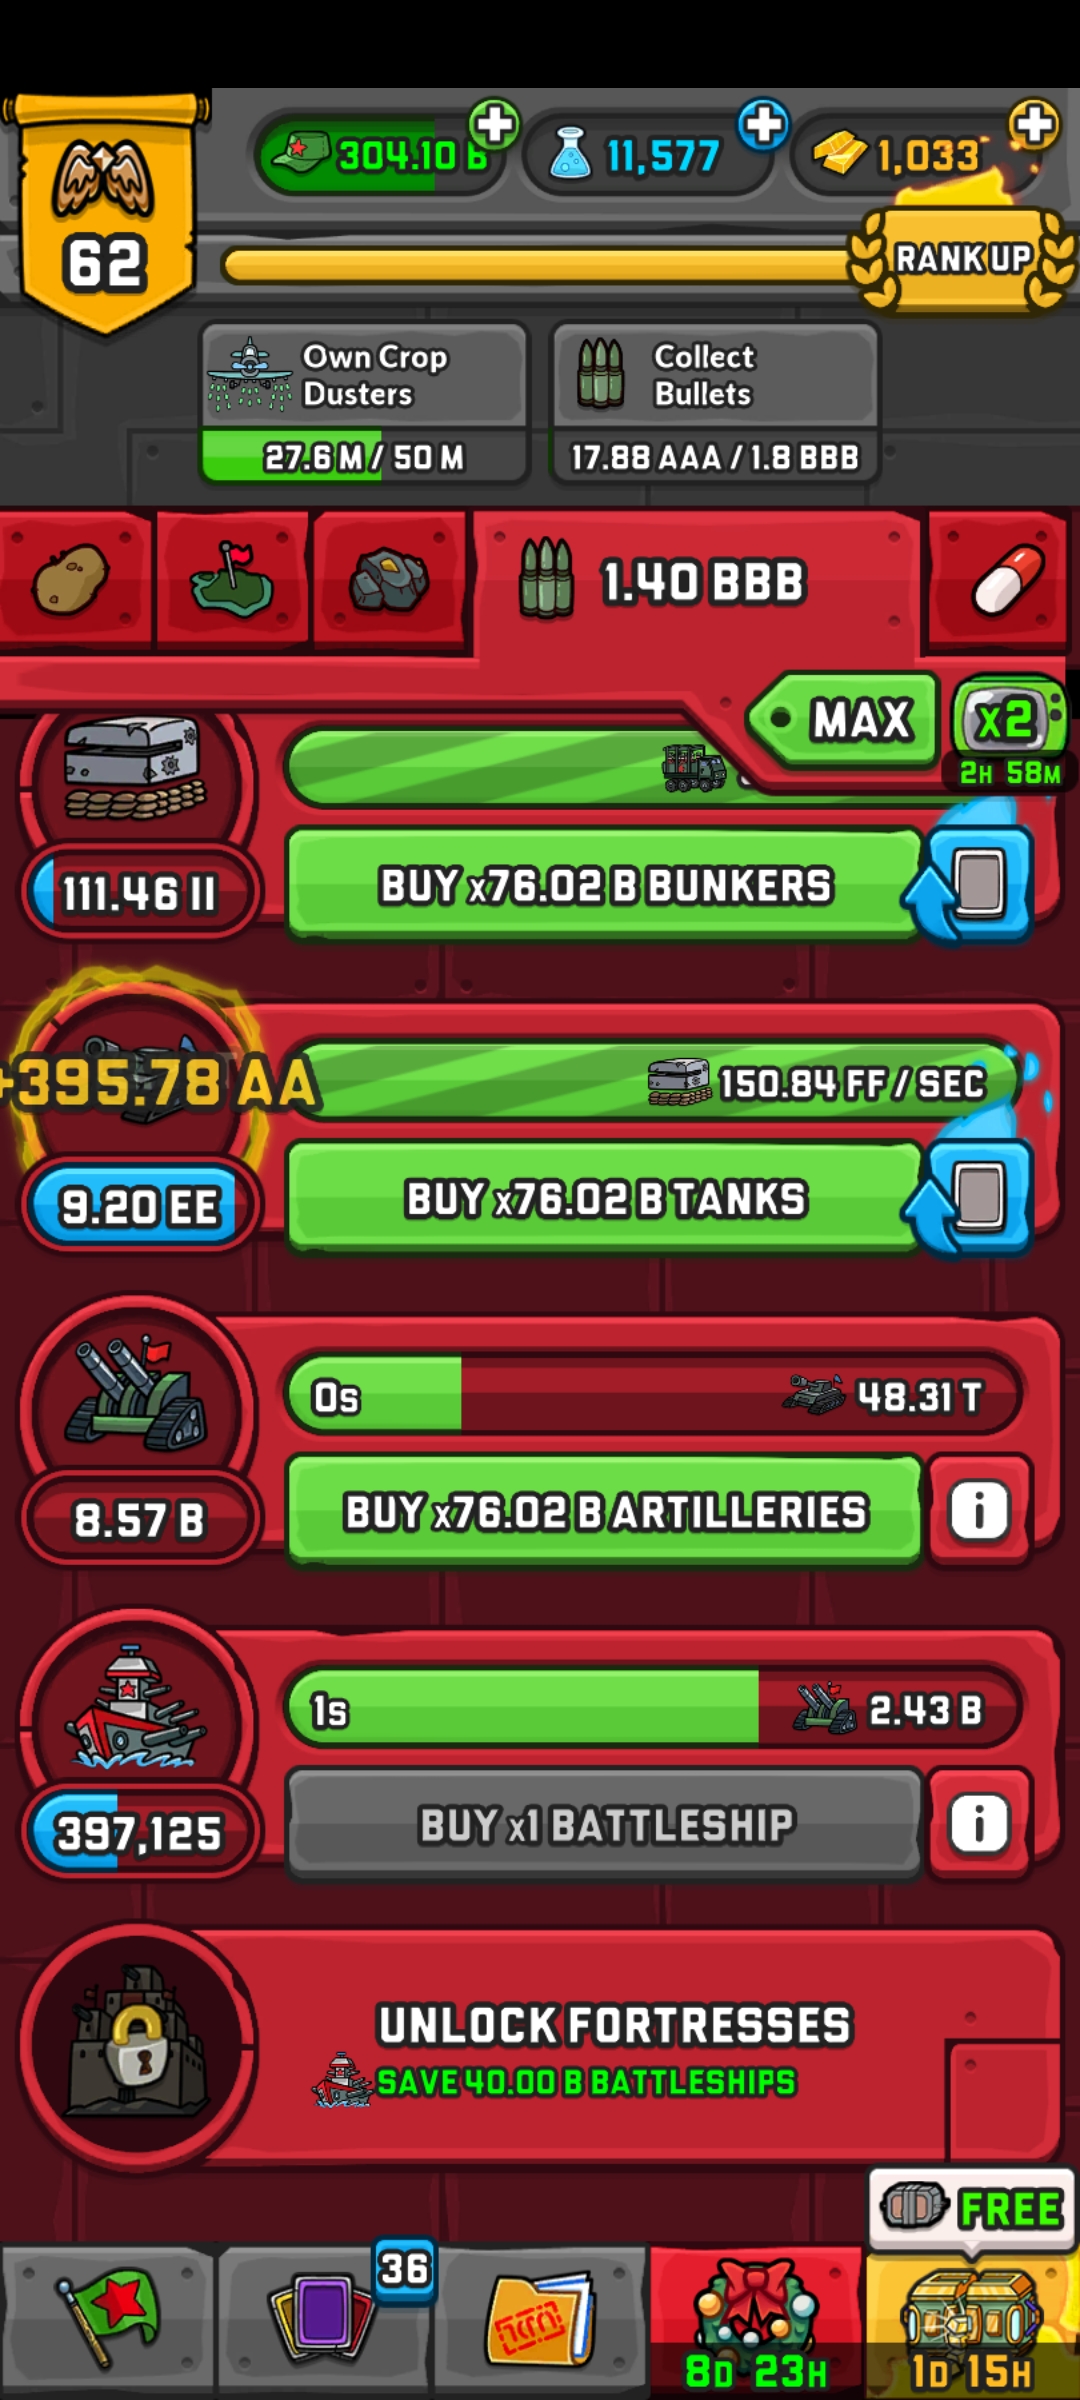 304.10 B
11,577
1,033
62
RANK UP
Own Crop
Dusters
27.6 M / 50 M
Collect
Bullets
17.88 AAA / 1.8 BBB
1.40 BBB
MAX
x2
2H 58M
111.46 II
BUY x76.02 B BUNKERS
+395.78 AA
150.84 FF / SEC
9.20 EE
BUY x76.02 B TANKS
0s
48.31 T
8.57 B
BUY x76.02 B ARTILLERIES
i
1s
2.43 B
397,125
BUY x1 BATTLESHIP
i
UNLOCK FORTRESSES
SAVE 40.00 B BATTLESHIPS
FREE
36
8D 23H
1D 15H